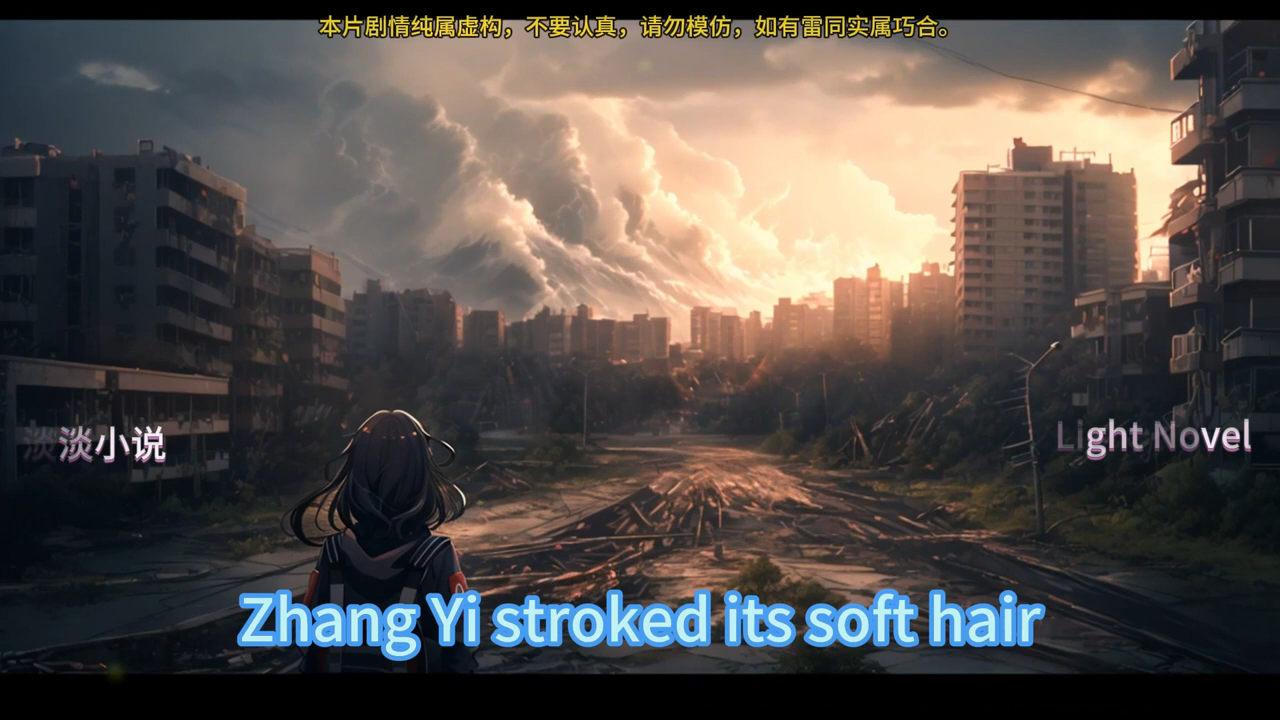 本片剧情纯属虚构，不要认真，请勿模仿，如有雷同实属巧合。
淡淡小说
Light Novel
Zhang Yi stroked its soft hair